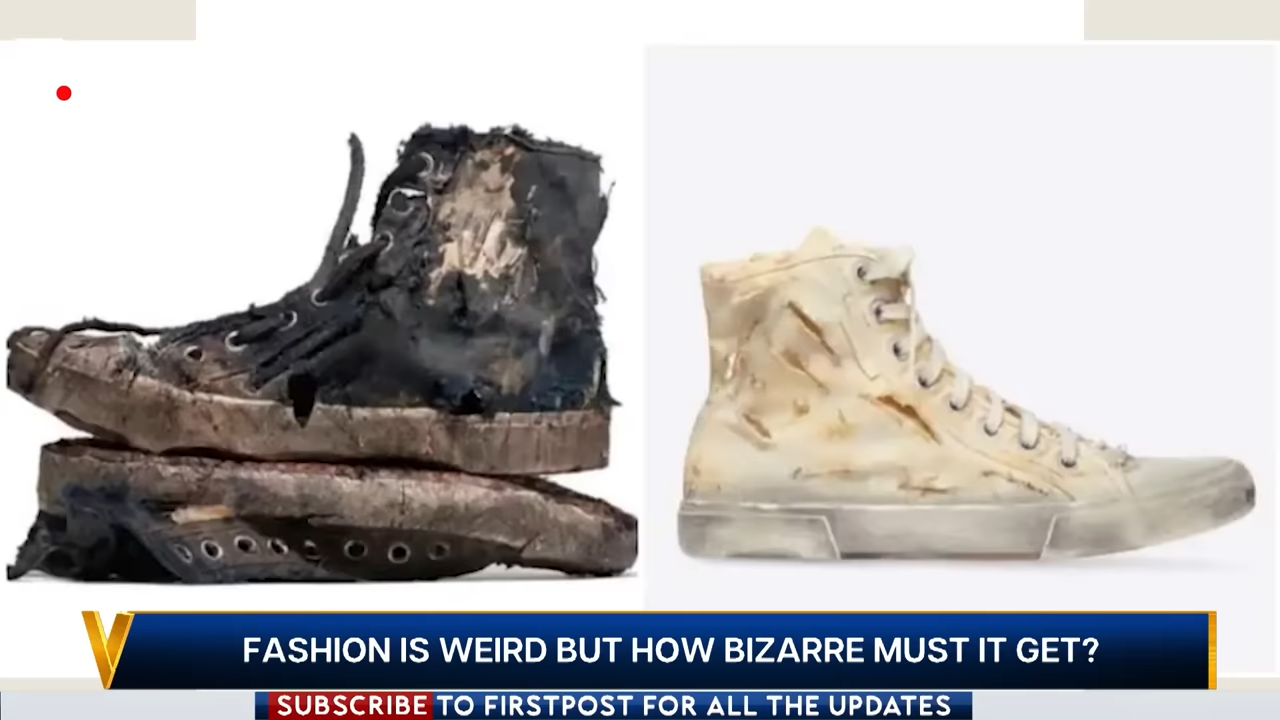 FASHION IS WEIRD BUT HOW BIZARRE MUST IT GET?
SUBSCRIBE TO FIRSTPOST FOR ALL THE UPDATES